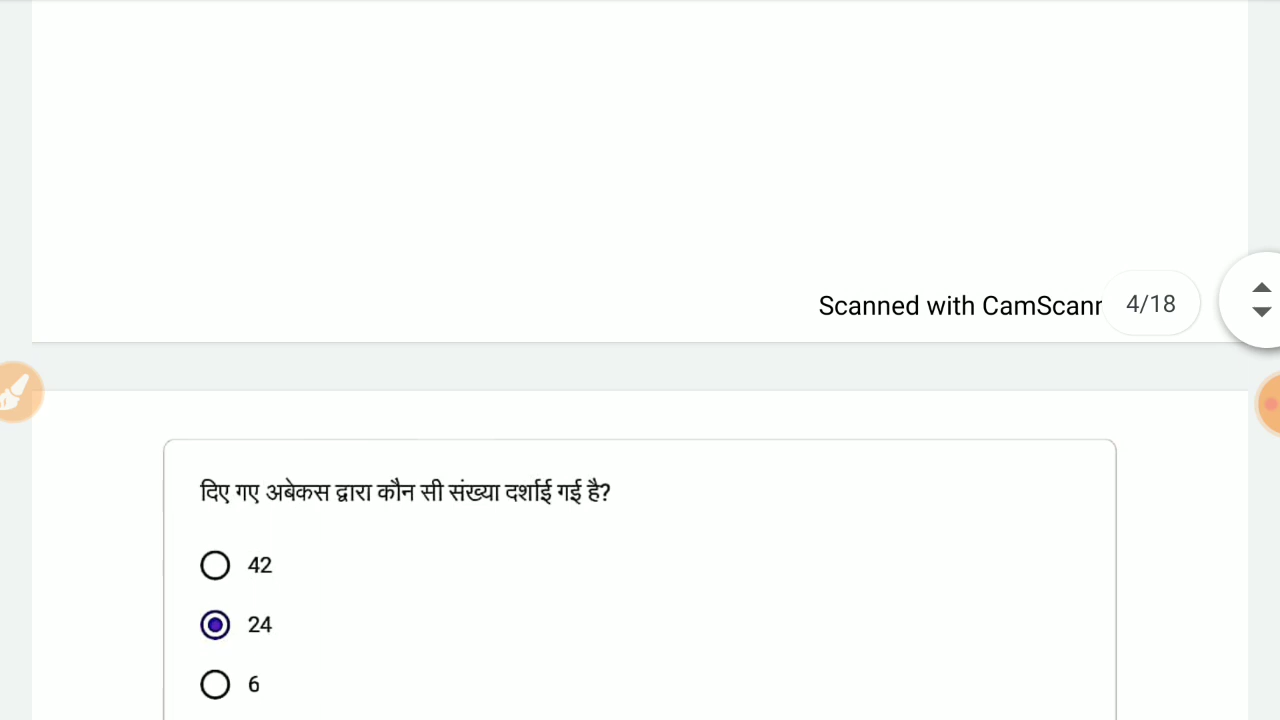 Scanned with CamScanr
4/18
दिए गए अबेकस द्वारा कौन सी संख्या दर्शाई गई है?
42
24
6